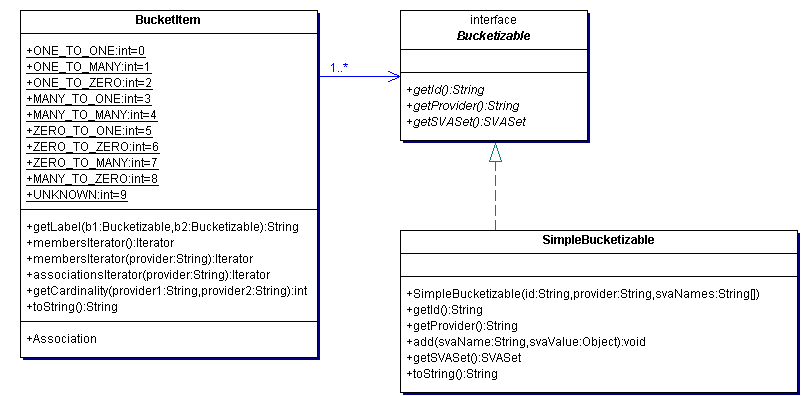 BucketItem
+ONE_TO_ONE:int=0
+ONE_TO_MANY:int=1
+ONE_TO_ZERO:int=2
+MANY_TO_ONE:int=3
+MANY_TO_MANY:int=4
+ZERO_TO_ONE:int=5
+ZERO_TO_ZERO:int=6
+ZERO_TO_MANY:int=7
+MANY_TO_ZERO:int=8
+UNKNOWN:int=9
+getLabel(b1:Bucketizable,b2:Bucketizable):String
+membersIterator():Iterator
+membersIterator(provider:String):Iterator
+associationsIterator(provider:String):Iterator
+getCardinality(provider1:String,provider2:String):int
+toString():String
+Association
1..*
interface
Bucketizable
+getId():String
+getProvider():String
+getSVASet():SVASet
SimpleBucketizable
+SimpleBucketizable(id:String,provider:String,svaNames:String[])
+getId():String
+getProvider():String
+add(svaName:String,svaValue:Object):void
+getSVASet():SVASet
+toString():String